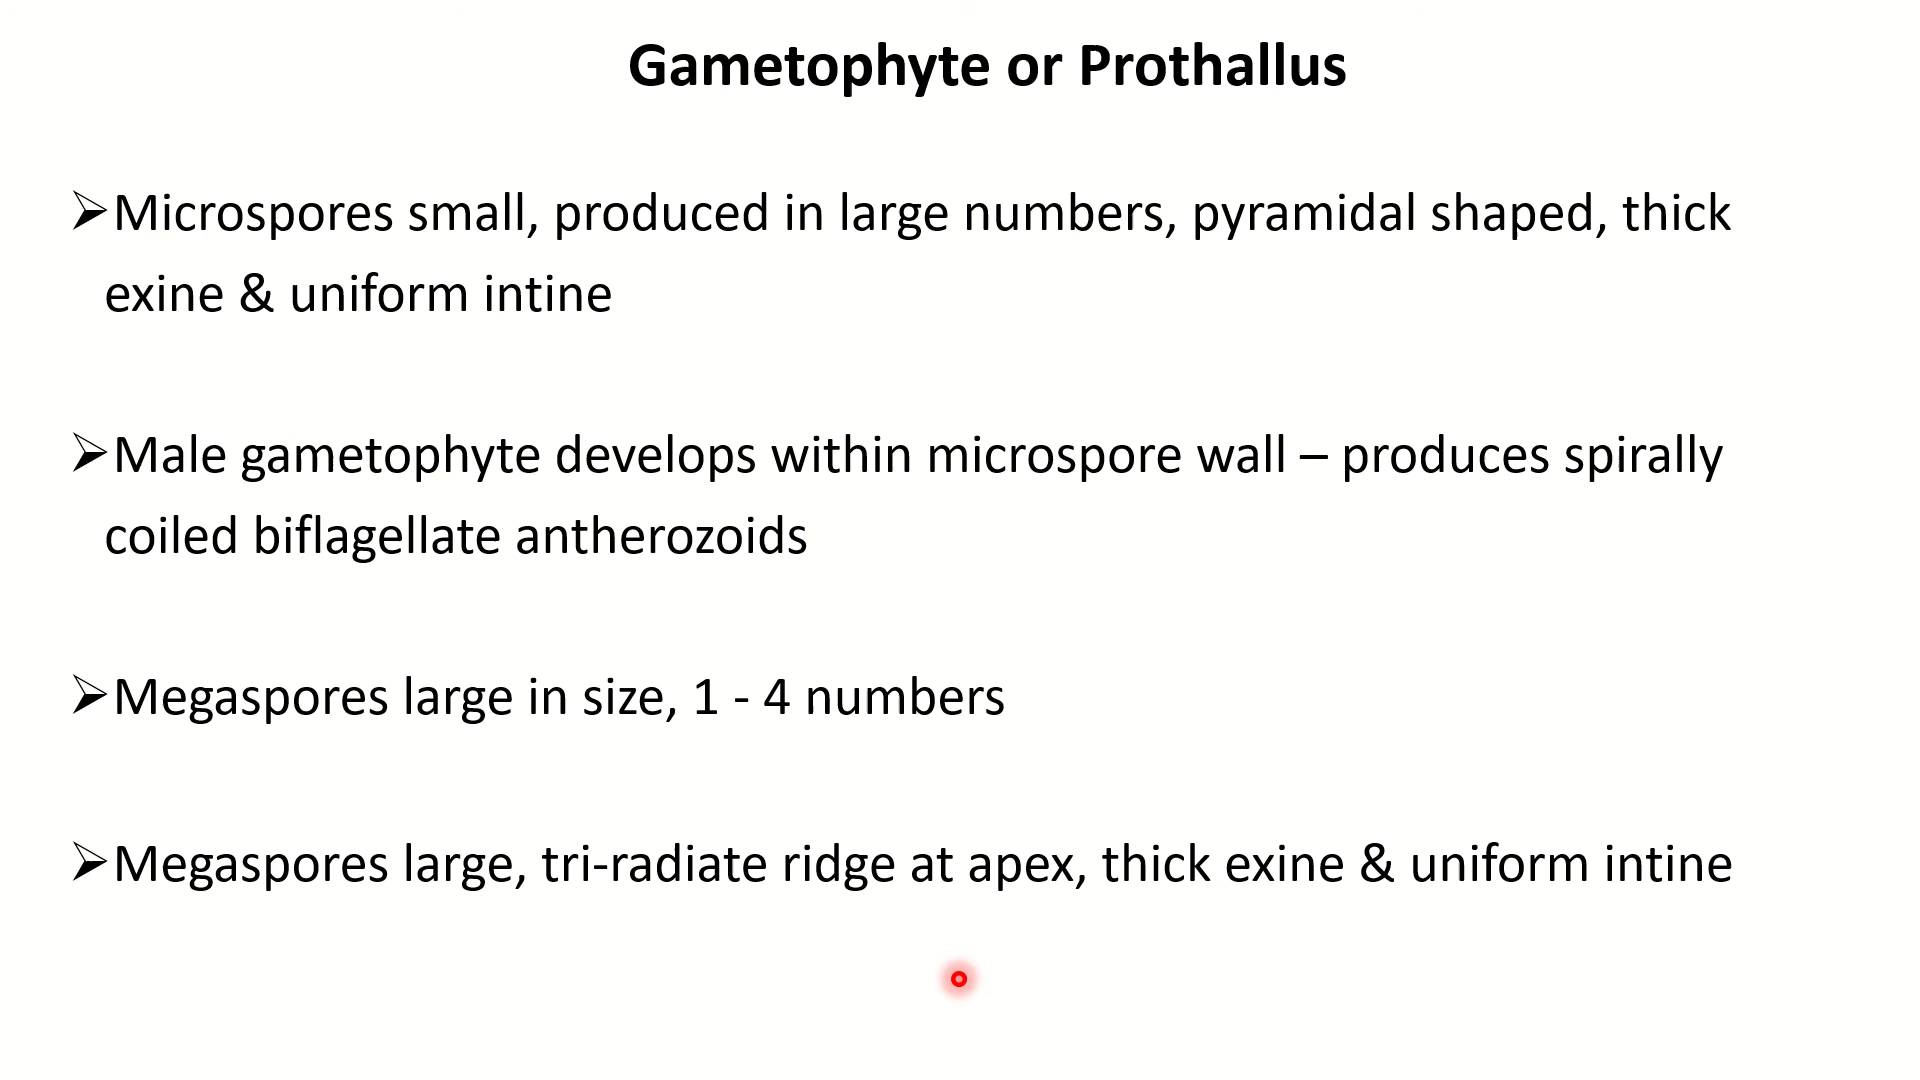 Gametophyte or Prothallus
➢Microspores small, produced in large numbers, pyramidal shaped, thick
exine & uniform intine
➢Male gametophyte develops within microspore wall – produces spirally
coiled biflagellate antherozoids
➢Megaspores large in size, 1 - 4 numbers
➢Megaspores large, tri-radiate ridge at apex, thick exine & uniform intine